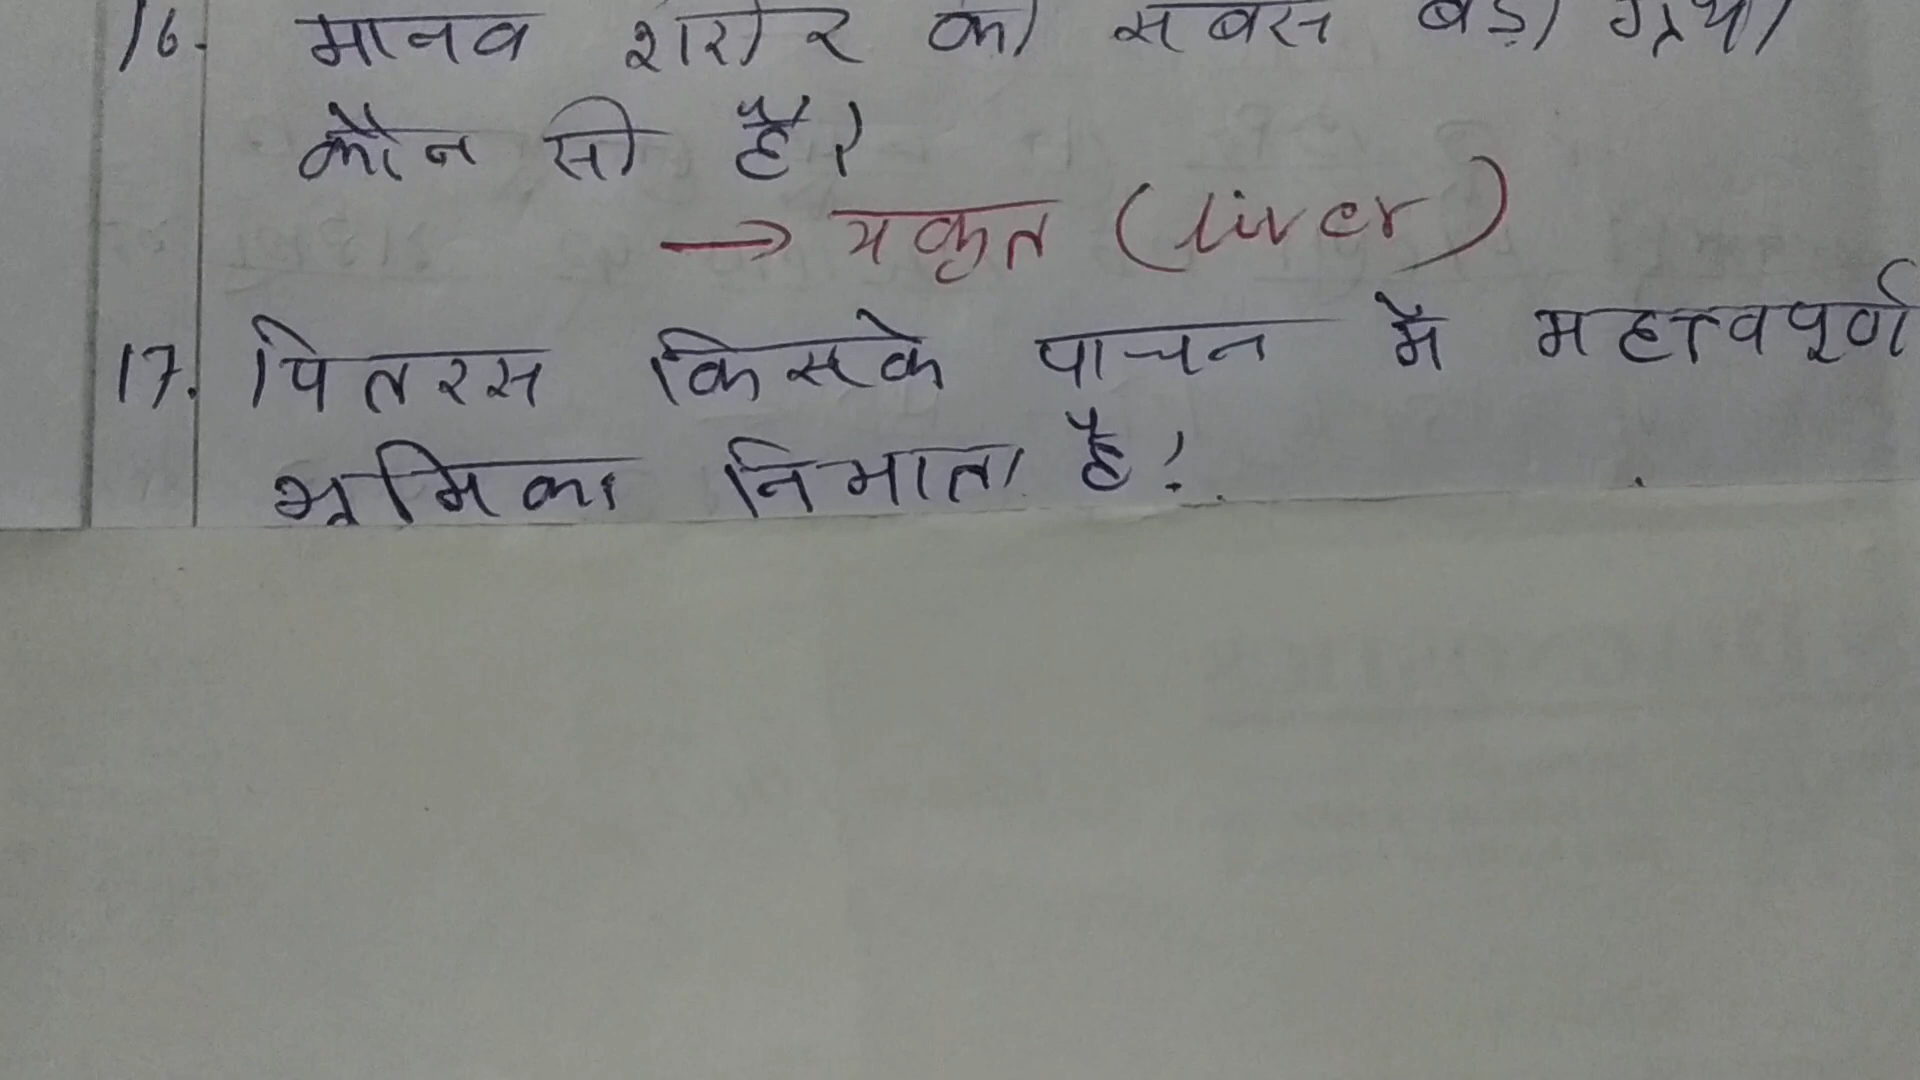 16. मानव शरीर की सबसे बड़ी ग्रंथी
कौन सी है?
→ यकृत (liver)
17. पितरस किसके पाचन में महत्त्वपूर्ण
भूमिका निभाता है?